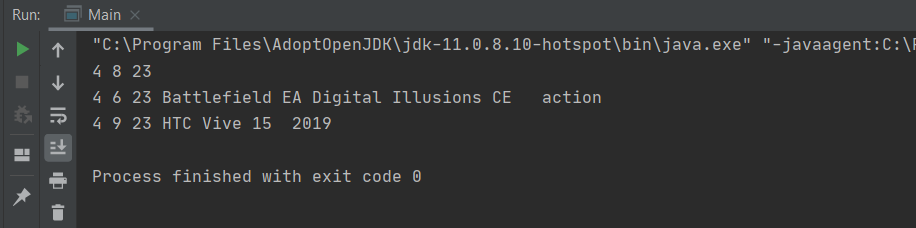 Run: Main
"C:\Program Files\AdoptOpenJDK\jdk-11.0.8.10-hotspot\bin\java.exe" "-javaagent:C:\
4 8 23
4 6 23 Battlefield EA Digital Illusions CE   action
4 9 23 HTC Vive 15  2019
Process finished with exit code 0